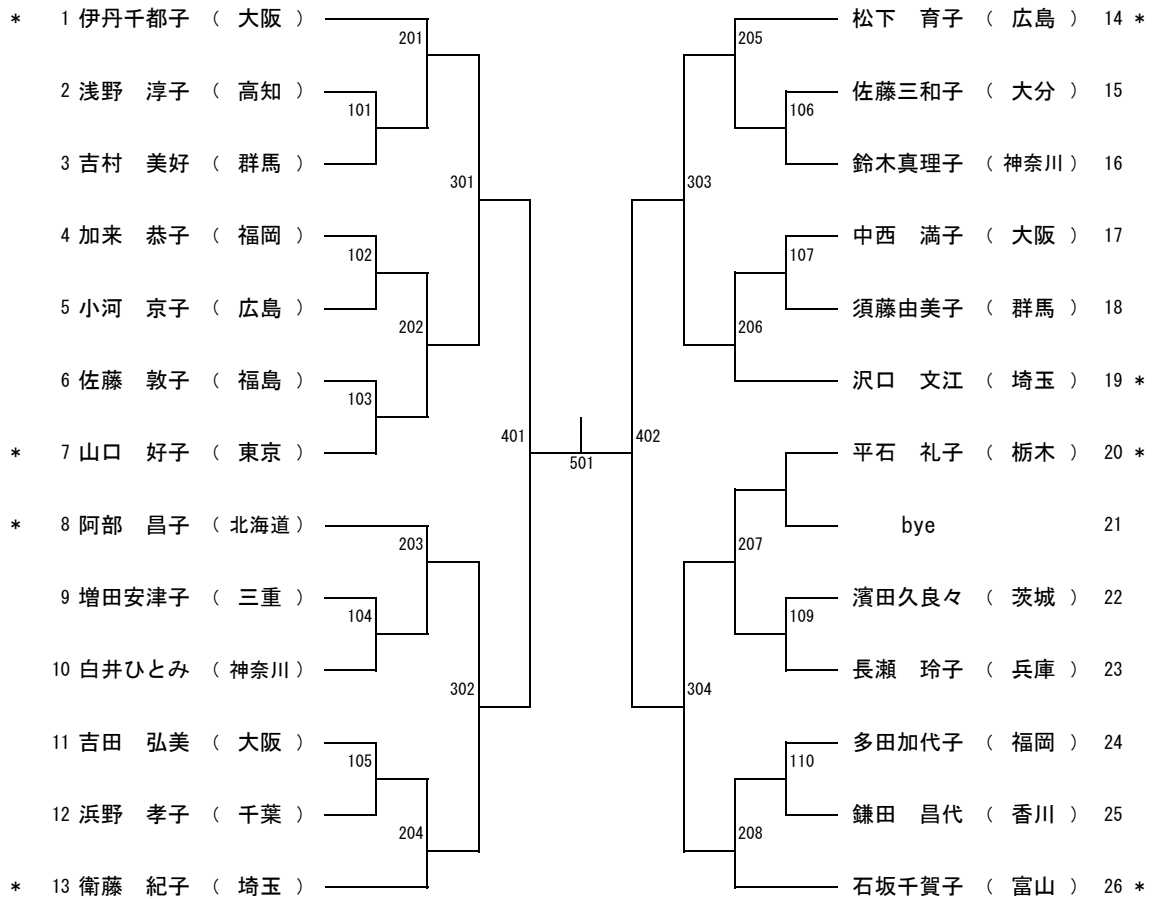 * 1 伊丹千都子 ( 大阪 )
201
2 浅野 淳子 ( 高知 )
101
3 吉村 美好 ( 群馬 )
301
4 加来 恭子 ( 福岡 )
102
5 小河 京子 ( 広島 )
202
6 佐藤 敦子 ( 福島 )
103
* 7 山口 好子 ( 東京 )
401
* 8 阿部 昌子 ( 北海道 )
203
9 増田安津子 ( 三重 )
104
10 白井ひとみ ( 神奈川 )
302
11 吉田 弘美 ( 大阪 )
105
12 浜野 孝子 ( 千葉 )
204
* 13 衛藤 紀子 ( 埼玉 )
501
松下 育子 ( 広島 ) 14 *
205
佐藤三和子 ( 大分 ) 15
106
鈴木真理子 ( 神奈川 ) 16
303
中西 満子 ( 大阪 ) 17
107
須藤由美子 ( 群馬 ) 18
206
沢口 文江 ( 埼玉 ) 19 *
402
平石 礼子 ( 栃木 ) 20 *
bye 21
207
濱田久良々 ( 茨城 ) 22
109
長瀬 玲子 ( 兵庫 ) 23
304
多田加代子 ( 福岡 ) 24
110
鎌田 昌代 ( 香川 ) 25
208
石坂千賀子 ( 富山 ) 26 *